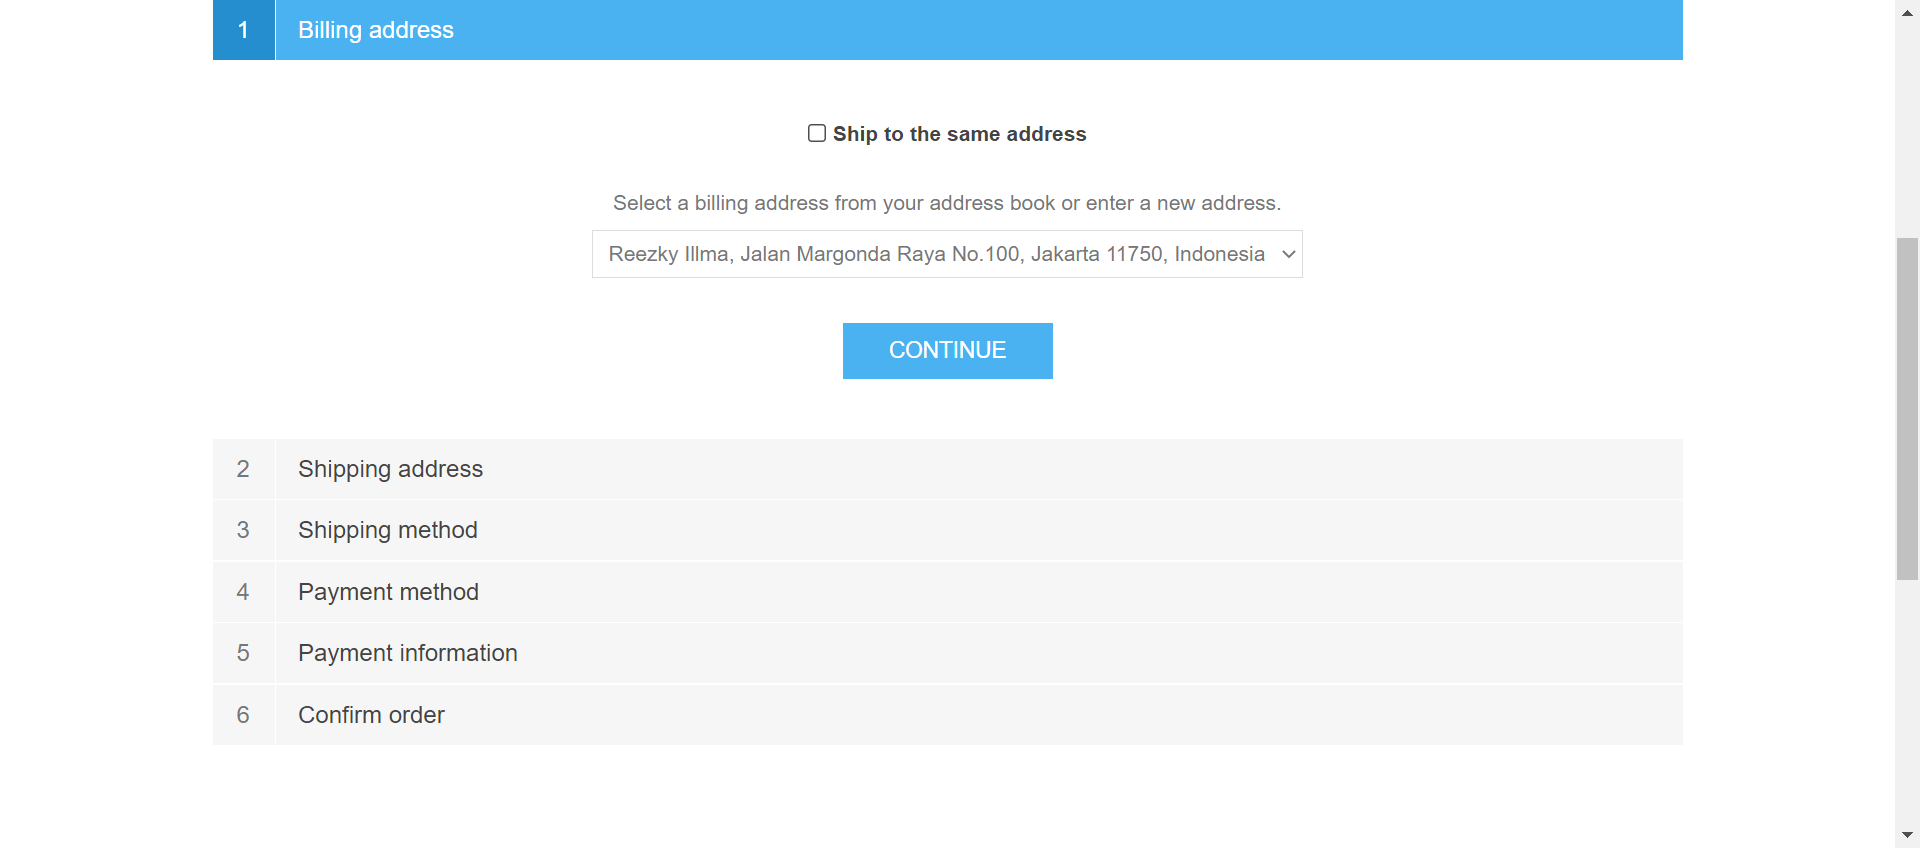 1 Billing address
Ship to the same address
Select a billing address from your address book or enter a new address.
Reezky Illma, Jalan Margonda Raya No.100, Jakarta 11750, Indonesia
CONTINUE
2 Shipping address
3 Shipping method
4 Payment method
5 Payment information
6 Confirm order